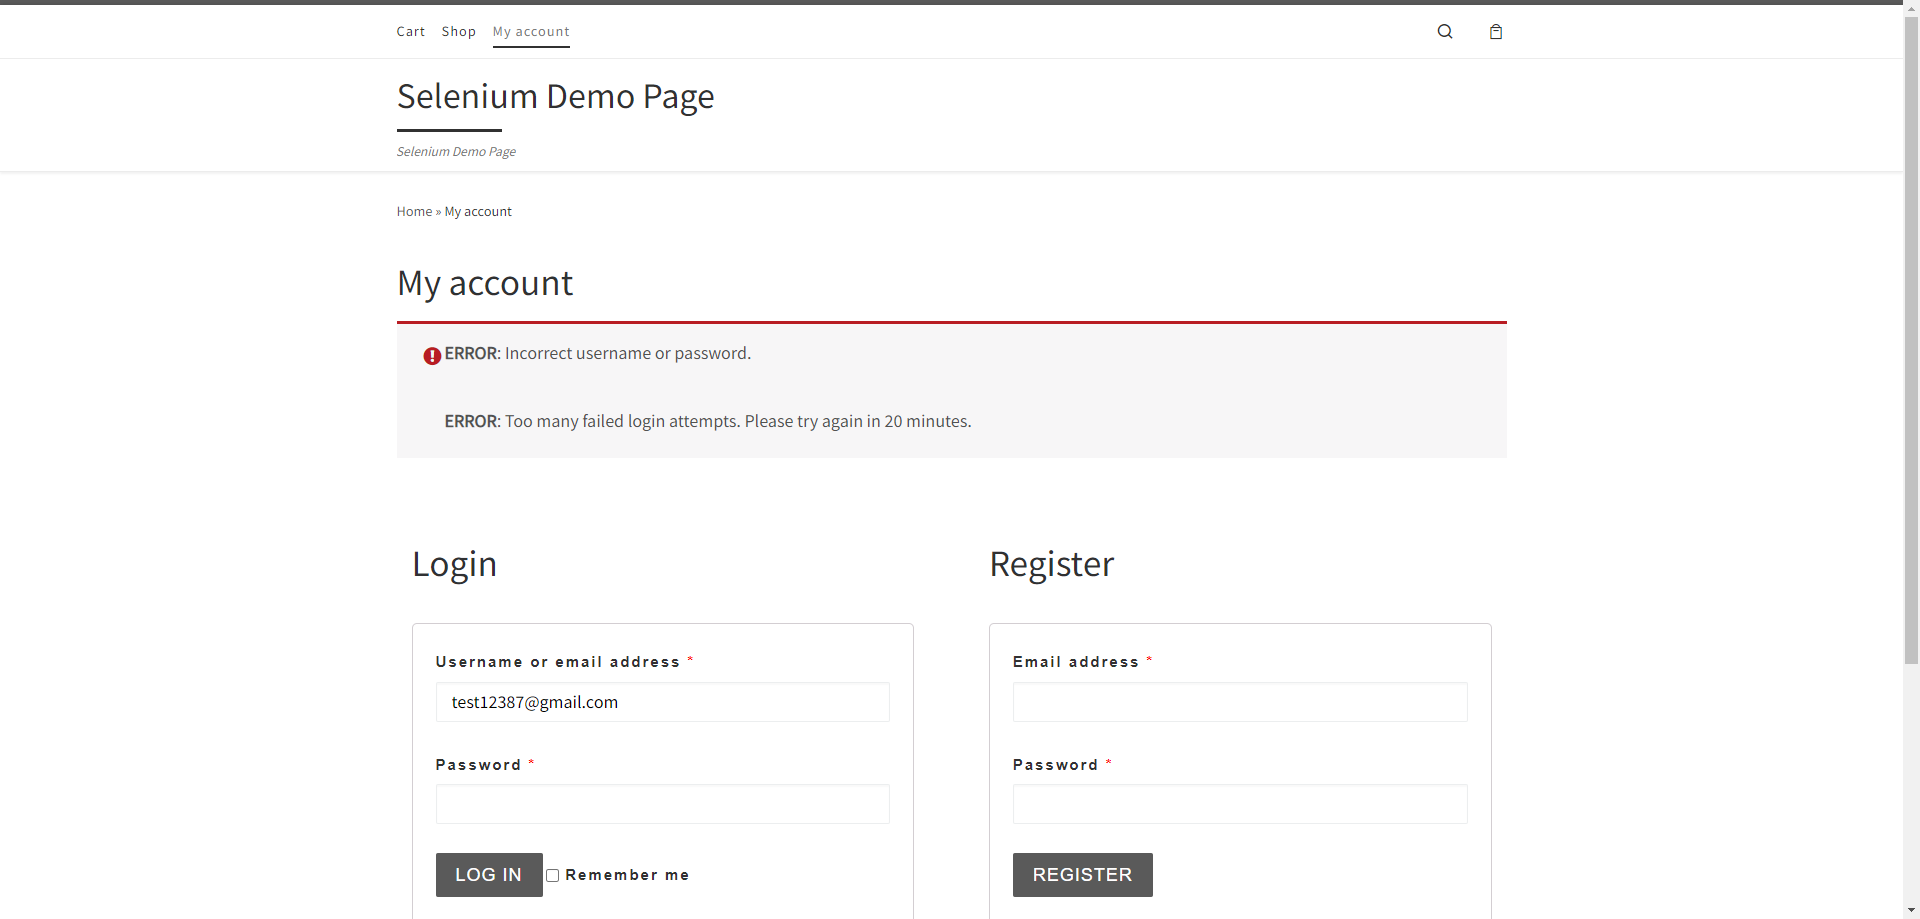 Cart Shop My account
Selenium Demo Page
Selenium Demo Page
Home » My account
My account
ERROR: Incorrect username or password.
ERROR: Too many failed login attempts. Please try again in 20 minutes.
Login
Username or email address *
test12387@gmail.com
Password *
LOG IN Remember me
Register
Email address *
Password *
REGISTER